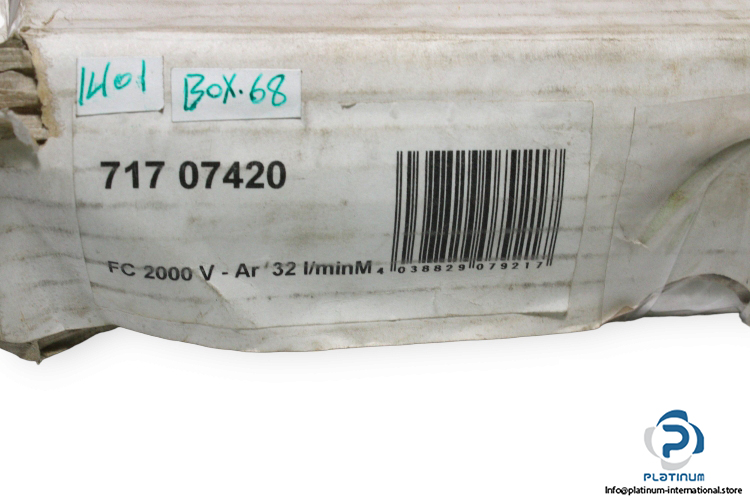 1401
BOX.68
717 07420
FC 2000 V - Ar 32 l/minM
4 038829 079217
PLATINUM
Info@platinum-international.store